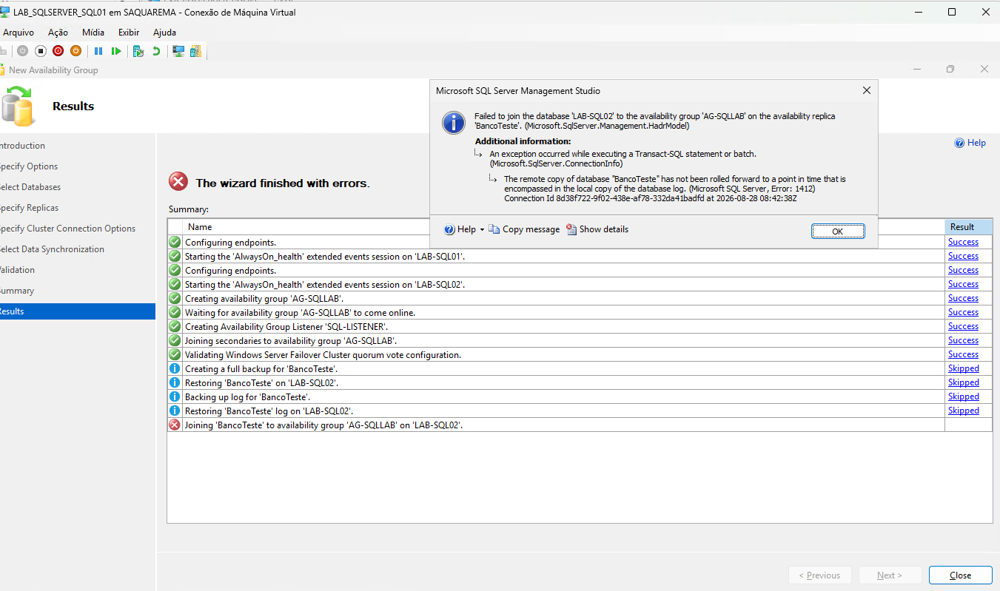 LAB_SQLSERVER_SQL01 em SAQUAREMA - Conexão de Máquina Virtual
Arquivo Ação Mídia Exibir Ajuda
New Availability Group
Results
Microsoft SQL Server Management Studio
Failed to join the database 'LAB-SQL02' to the availability group 'AG-SQLLAB' on the availability replica
'BancoTeste'. (Microsoft.SqlServer.Management.HadrModel)
Additional information:
An exception occurred while executing a Transact-SQL statement or batch.
(Microsoft.SqlServer.ConnectionInfo)
The remote copy of database "BancoTeste" has not been rolled forward to a point in time that is
encompassed in the local copy of the database log. (Microsoft SQL Server, Error: 1412)
Connection Id 8d38f722-9f02-438e-af78-332da41badfd at 2026-08-28 08:42:38Z
Help Copy message Show details OK
ntroduction
pecify Options
elect Databases
pecify Replicas
pecify Cluster Connection Options
elect Data Synchronization
alidation
ummary
esults
Help
The wizard finished with errors.
Summary:
Name Result
Configuring endpoints. Success
Starting the 'AlwaysOn_health' extended events session on 'LAB-SQL01'. Success
Configuring endpoints. Success
Starting the 'AlwaysOn_health' extended events session on 'LAB-SQL02'. Success
Creating availability group 'AG-SQLLAB'. Success
Waiting for availability group 'AG-SQLLAB' to come online. Success
Creating Availability Group Listener 'SQL-LISTENER'. Success
Joining secondaries to availability group 'AG-SQLLAB'. Success
Validating Windows Server Failover Cluster quorum vote configuration. Success
Creating a full backup for 'BancoTeste'. Skipped
Restoring 'BancoTeste' on 'LAB-SQL02'. Skipped
Backing up log for 'BancoTeste'. Skipped
Restoring 'BancoTeste' log on 'LAB-SQL02'. Skipped
Joining 'BancoTeste' to availability group 'AG-SQLLAB' on 'LAB-SQL02'.
< Previous Next > Close